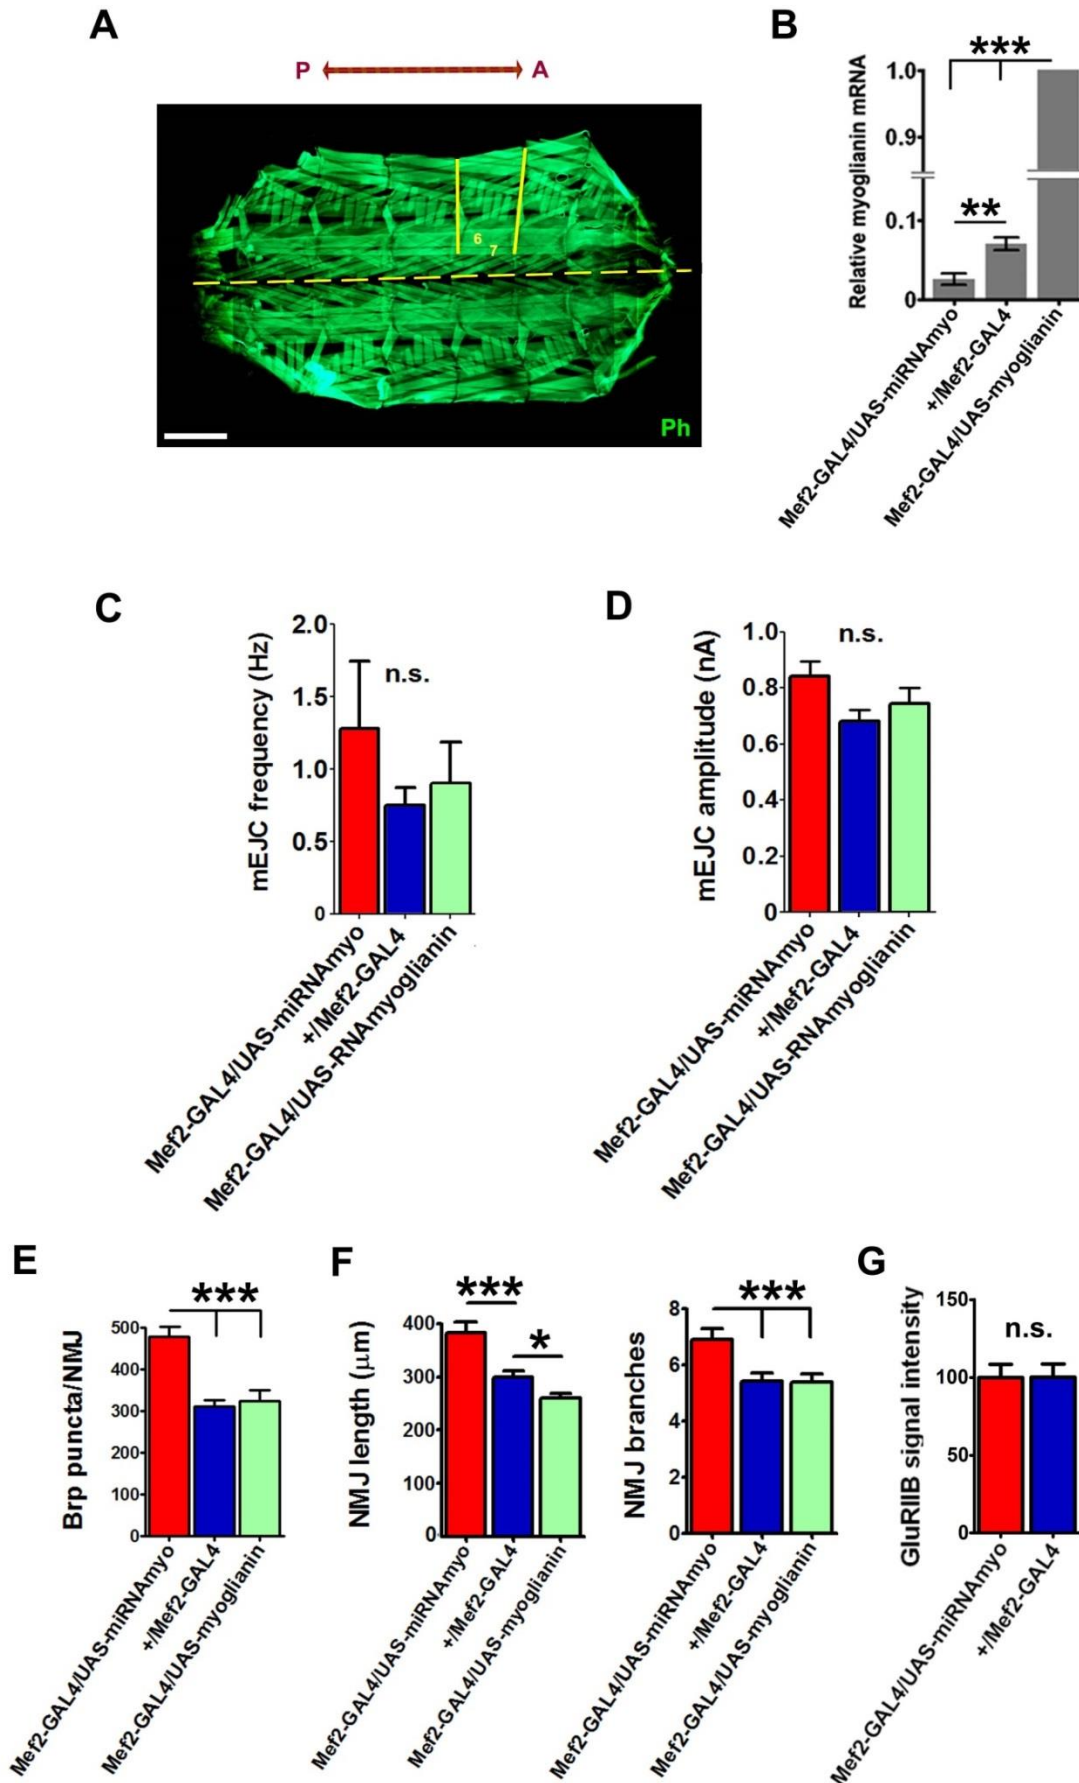 A
P A
6
7
Ph
B
***
Relative myoglianin mRNA
1.0
0.9
0.1
0
**
Mef2-GAL4/UAS-miRNAmyo
+/Mef2-GAL4
Mef2-GAL4/UAS-myoglianin
C
mEJC frequency (Hz)
2.0
1.5
1.0
0.5
0
n.s.
Mef2-GAL4/UAS-miRNAmyo
+/Mef2-GAL4
Mef2-GAL4/UAS-RNAmyoglianin
D
mEJC amplitude (nA)
1.0
0.8
0.6
0.4
0.2
0
n.s.
Mef2-GAL4/UAS-miRNAmyo
+/Mef2-GAL4
Mef2-GAL4/UAS-RNAmyoglianin
E
Brp puncta/NMJ
500
400
300
200
100
0
***
Mef2-GAL4/UAS-miRNAmyo
+/Mef2-GAL4
Mef2-GAL4/UAS-myoglianin
F
NMJ length (µm)
400
300
200
100
0
***
*
Mef2-GAL4/UAS-miRNAmyo
+/Mef2-GAL4
Mef2-GAL4/UAS-myoglianin
NMJ branches
8
6
4
2
0
***
Mef2-GAL4/UAS-miRNAmyo
+/Mef2-GAL4
Mef2-GAL4/UAS-myoglianin
G
GluRIIB signal intensity
150
100
50
0
n.s.
Mef2-GAL4/UAS-miRNAmyo
+/Mef2-GAL4